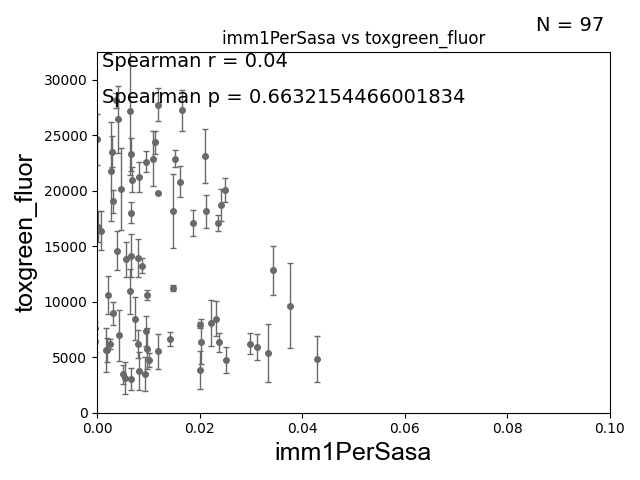 N = 97
imm1PerSasa vs toxgreen_fluor
Spearman r = 0.04
Spearman p = 0.6632154466001834
30000
25000
20000
15000
10000
5000
0
toxgreen_fluor
0.00 0.02 0.04 0.06 0.08 0.10
imm1PerSasa